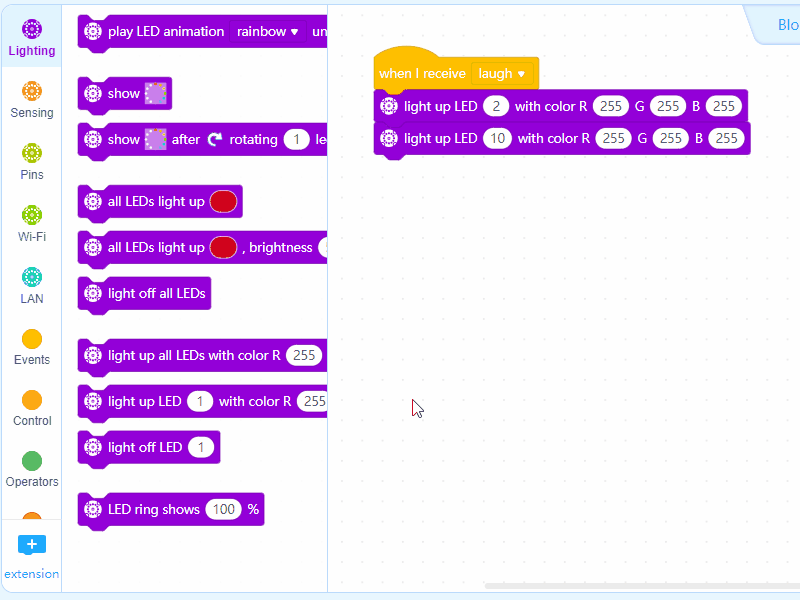 Lighting
Sensing
Pins
Wi-Fi
LAN
Events
Control
Operators
extension
play LED animation rainbow ▾ un
show
show after rotating 1 le
all LEDs light up
all LEDs light up , brightness
light off all LEDs
light up all LEDs with color R 255
light up LED 1 with color R 255
light off LED 1
LED ring shows 100 %
when I receive laugh ▾
light up LED 2 with color R 255 G 255 B 255
light up LED 10 with color R 255 G 255 B 255
Blo